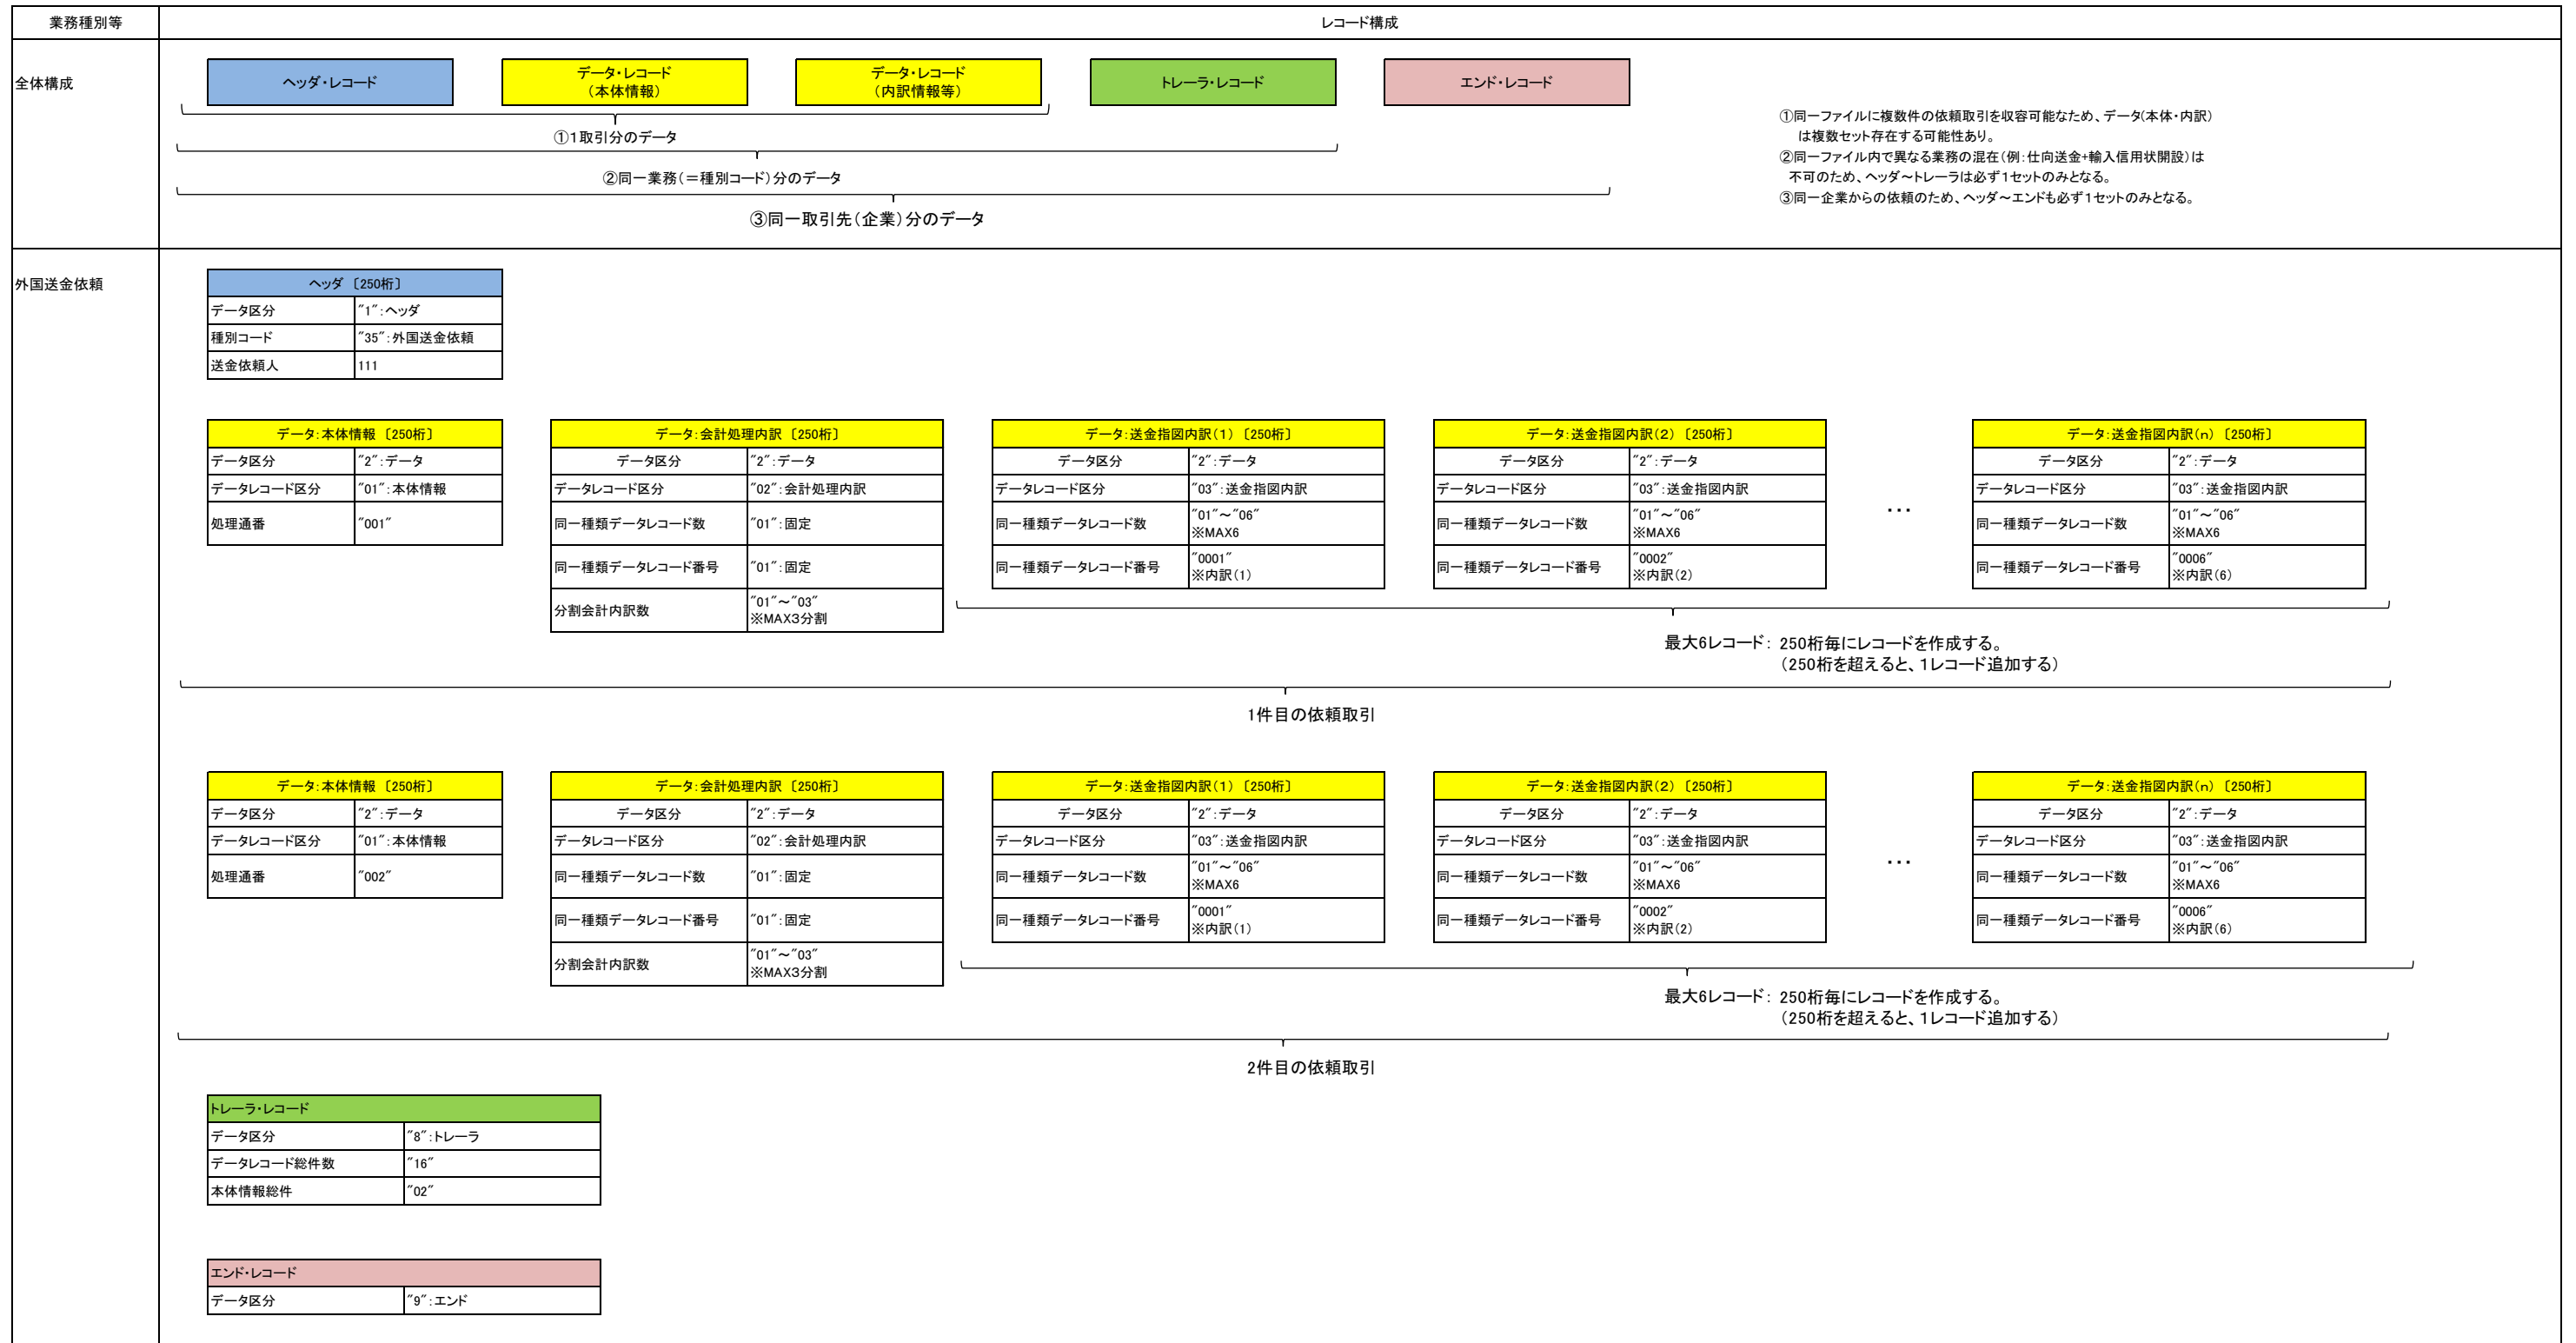 業務種別等
レコード構成
全体構成
ヘッダ・レコード
データ・レコード
（本体情報）
データ・レコード
（内訳情報等）
トレーラ・レコード
エンド・レコード
①1取引分のデータ
②同一業務（＝種別コード）分のデータ
③同一取引先（企業）分のデータ
①同一ファイルに複数件の依頼取引を収容可能なため、データ（本体・内訳）
は複数セット存在する可能性あり。
②同一ファイル内で異なる業務の混在（例：仕向送金+輸入信用状開設）は
不可のため、ヘッダ～トレーラは必ず１セットのみとなる。
③同一企業からの依頼のため、ヘッダ～エンドも必ず１セットのみとなる。
外国送金依頼
ヘッダ 〔250桁〕
データ区分 "1"：ヘッダ
種別コード "35"：外国送金依頼
送金依頼人 111
データ：本体情報 〔250桁〕
データ区分 "2"：データ
データレコード区分 "01"：本体情報
処理通番 "001"
データ：会計処理内訳 〔250桁〕
データ区分 "2"：データ
データレコード区分 "02"：会計処理内訳
同一種類データレコード数 "01"：固定
同一種類データレコード番号 "01"：固定
分割会計内訳数 "01"～"03"
※MAX3分割
データ：送金指図内訳（１） 〔250桁〕
データ区分 "2"：データ
データレコード区分 "03"：送金指図内訳
同一種類データレコード数 "01"～"06"
※MAX6
同一種類データレコード番号 "0001"
※内訳（1）
データ：送金指図内訳（２） 〔250桁〕
データ区分 "2"：データ
データレコード区分 "03"：送金指図内訳
同一種類データレコード数 "01"～"06"
※MAX6
同一種類データレコード番号 "0002"
※内訳（2）
・・・
データ：送金指図内訳（ｎ） 〔250桁〕
データ区分 "2"：データ
データレコード区分 "03"：送金指図内訳
同一種類データレコード数 "01"～"06"
※MAX6
同一種類データレコード番号 "0006"
※内訳（6）
最大6レコード： 250桁毎にレコードを作成する。
（250桁を超えると、1レコード追加する）
1件目の依頼取引
データ：本体情報 〔250桁〕
データ区分 "2"：データ
データレコード区分 "01"：本体情報
処理通番 "002"
データ：会計処理内訳 〔250桁〕
データ区分 "2"：データ
データレコード区分 "02"：会計処理内訳
同一種類データレコード数 "01"：固定
同一種類データレコード番号 "01"：固定
分割会計内訳数 "01"～"03"
※MAX3分割
データ：送金指図内訳（１） 〔250桁〕
データ区分 "2"：データ
データレコード区分 "03"：送金指図内訳
同一種類データレコード数 "01"～"06"
※MAX6
同一種類データレコード番号 "0001"
※内訳（1）
データ：送金指図内訳（２） 〔250桁〕
データ区分 "2"：データ
データレコード区分 "03"：送金指図内訳
同一種類データレコード数 "01"～"06"
※MAX6
同一種類データレコード番号 "0002"
※内訳（2）
・・・
データ：送金指図内訳（ｎ） 〔250桁〕
データ区分 "2"：データ
データレコード区分 "03"：送金指図内訳
同一種類データレコード数 "01"～"06"
※MAX6
同一種類データレコード番号 "0006"
※内訳（6）
最大6レコード： 250桁毎にレコードを作成する。
（250桁を超えると、1レコード追加する）
2件目の依頼取引
トレーラ・レコード
データ区分 "8"：トレーラ
データレコード総件数 "16"
本体情報総件 "02"
エンド・レコード
データ区分 "9"：エンド